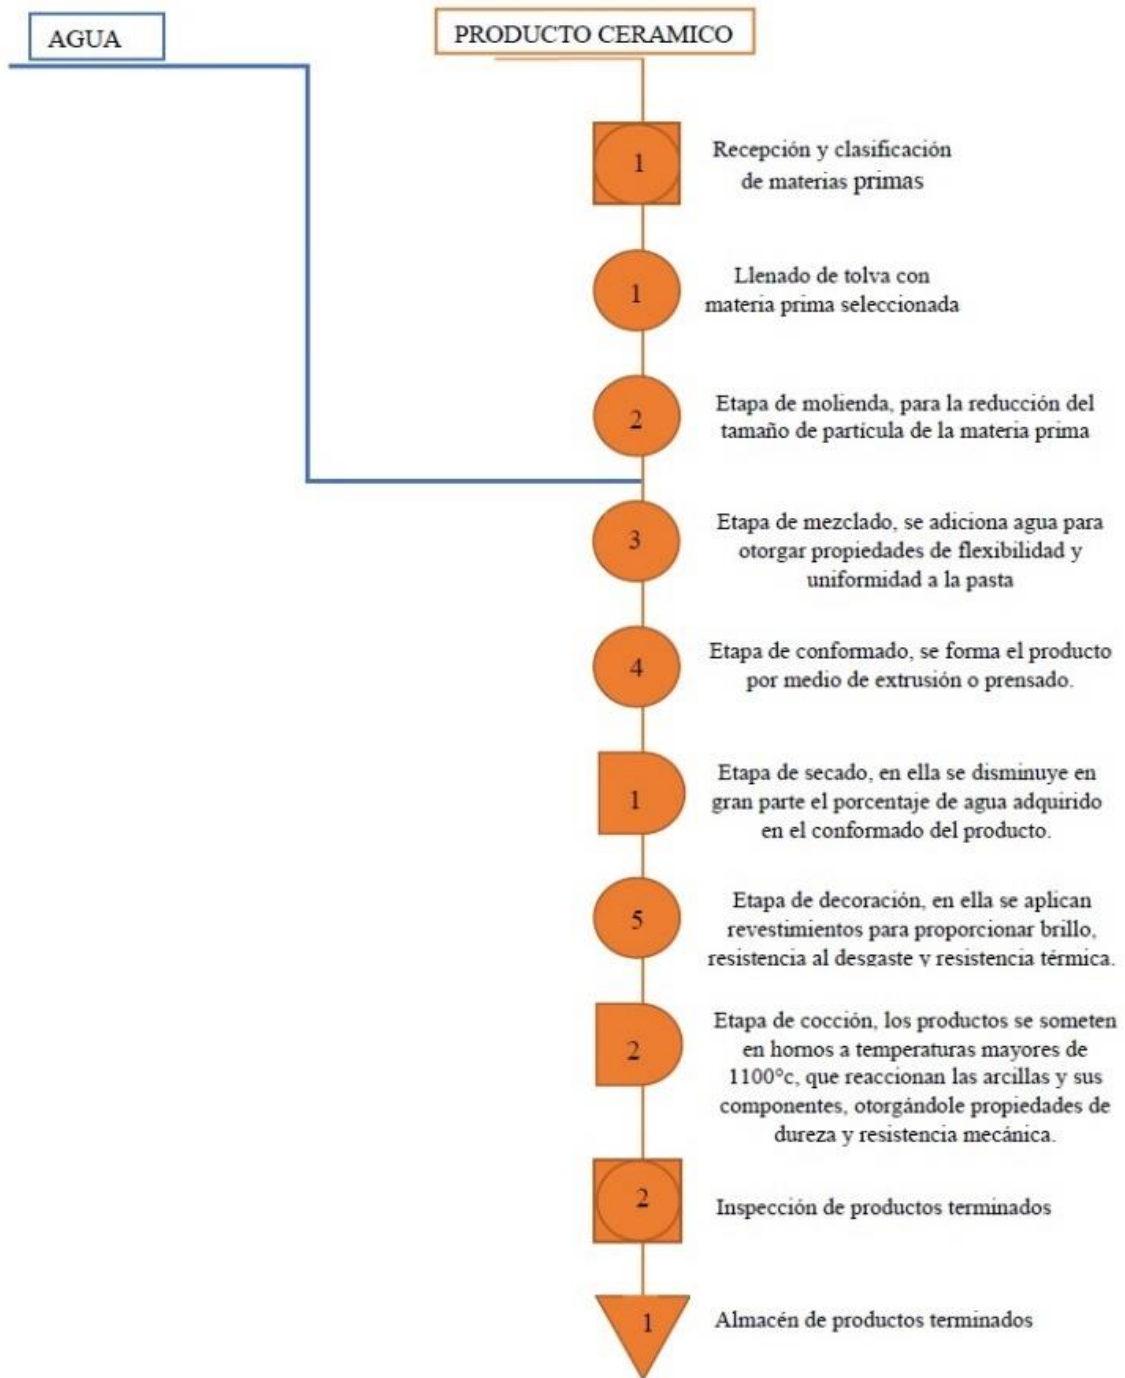 AGUA
PRODUCTO CERAMICO
1
Recepción y clasificación
de materias primas
1
Llenado de tolva con
materia prima seleccionada
2
Etapa de molienda, para la reducción del
tamaño de partícula de la materia prima
3
Etapa de mezclado, se adiciona agua para
otorgar propiedades de flexibilidad y
uniformidad a la pasta
4
Etapa de conformado, se forma el producto
por medio de extrusión o prensado.
1
Etapa de secado, en ella se disminuye en
gran parte el porcentaje de agua adquirido
en el conformado del producto.
5
Etapa de decoración, en ella se aplican
revestimientos para proporcionar brillo,
resistencia al desgaste y resistencia térmica.
2
Etapa de cocción, los productos se someten
en hornos a temperaturas mayores de
1100°c, que reaccionan las arcillas y sus
componentes, otorgándole propiedades de
dureza y resistencia mecánica.
2
Inspección de productos terminados
1
Almacén de productos terminados